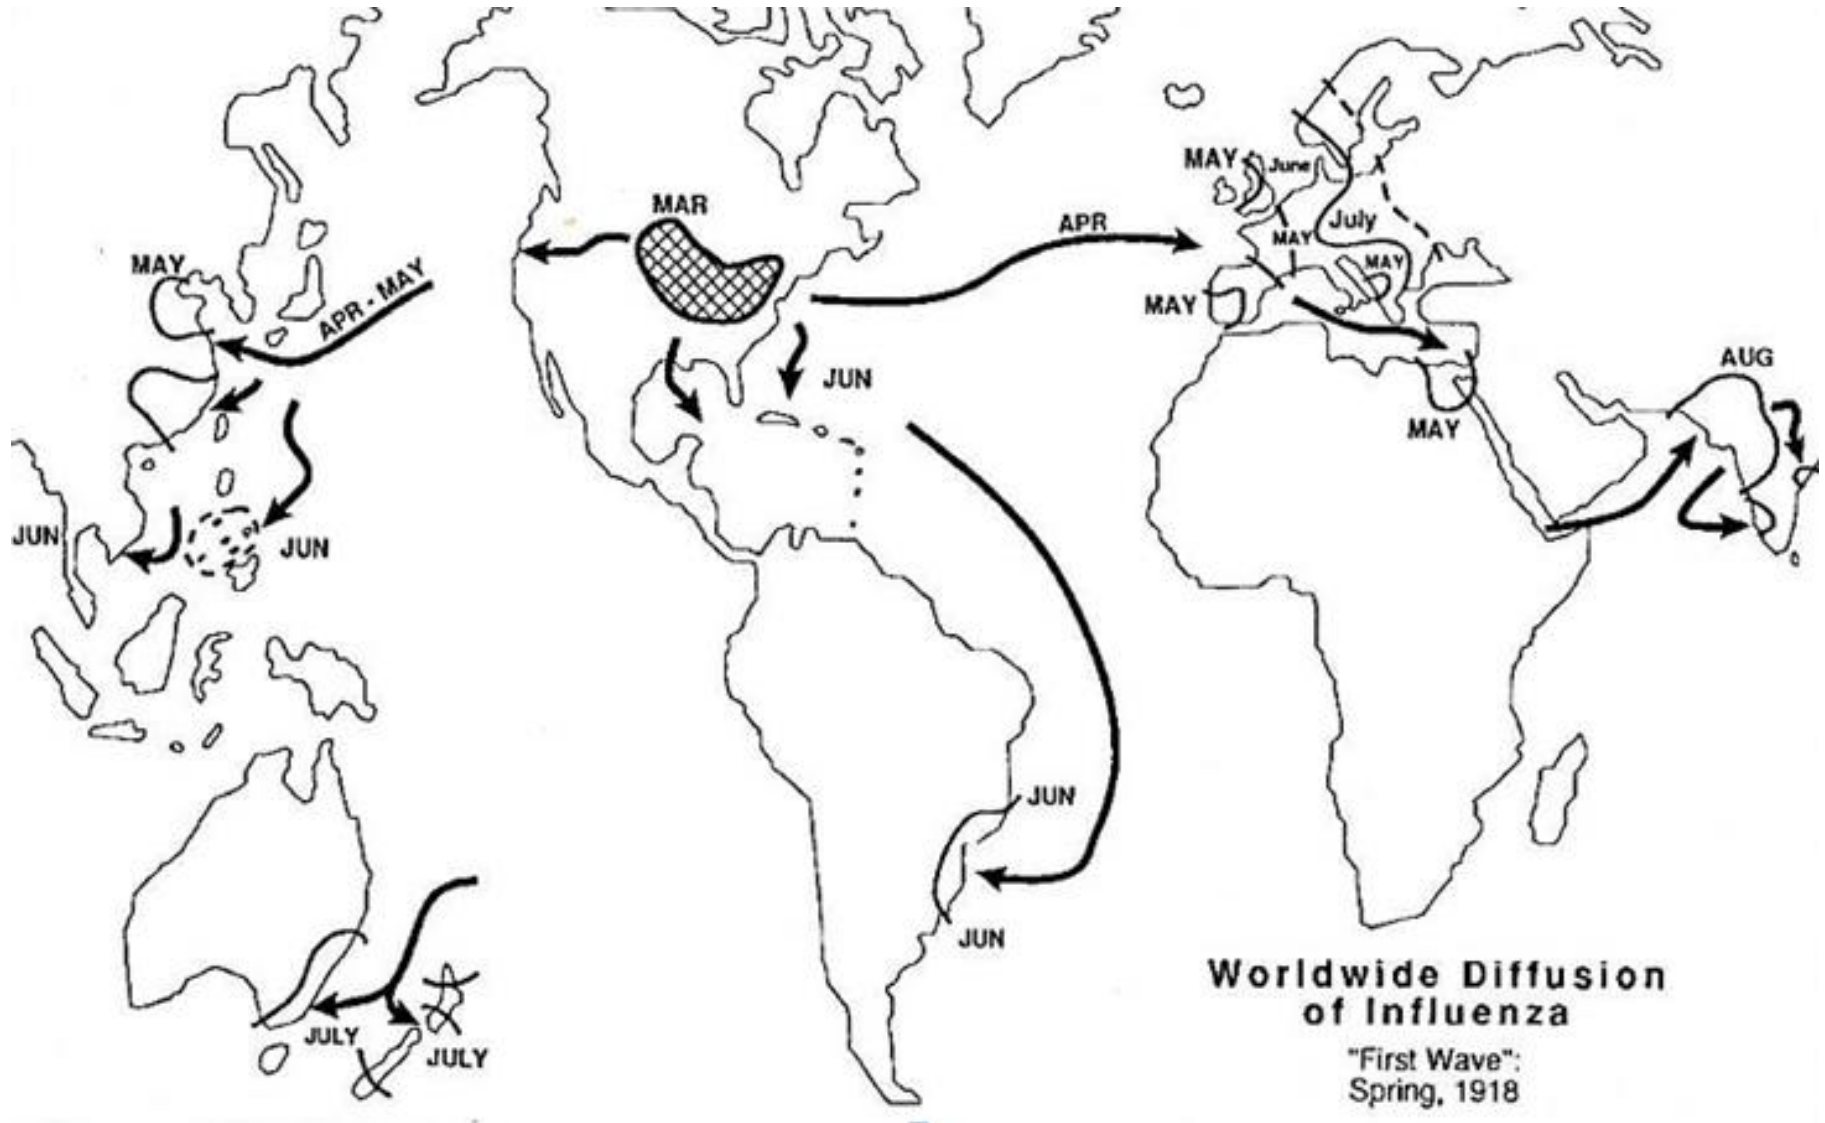 MAR
MAY
June
APR
July
MAY
MAY
MAY
APR - MAY
MAY
AUG
JUN
MAY
JUN
JUN
JUN
JUN
Worldwide Diffusion
of Influenza
JULY
JULY
"First Wave":
Spring, 1918